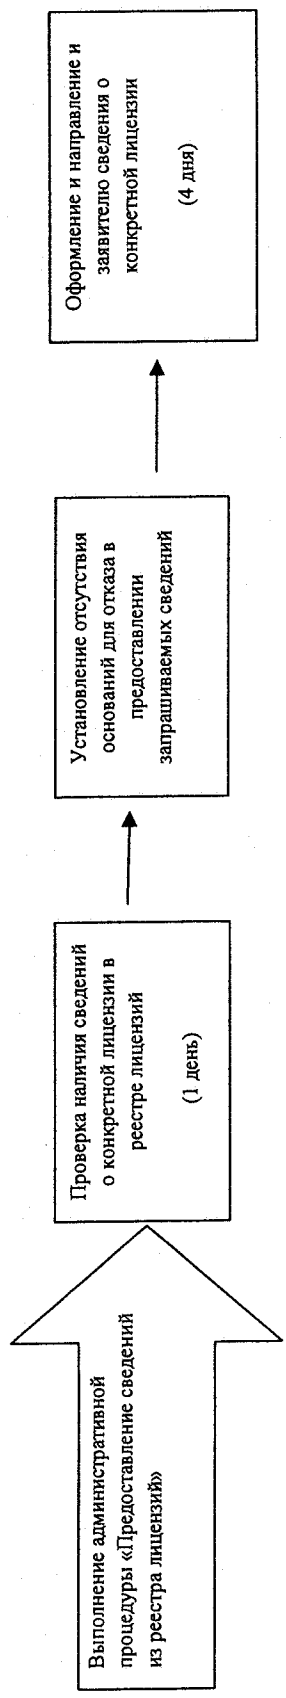 Выполнение административной
процедуры «Предоставление сведений
из реестра лицензий»
Проверка наличия сведений
о конкретной лицензии в
реестре лицензий
(1 день)
Установление отсутствия
оснований для отказа в
предоставлении
запрашиваемых сведений
Оформление и направление и
заявителю сведения о
конкретной лицензии
(4 дня)